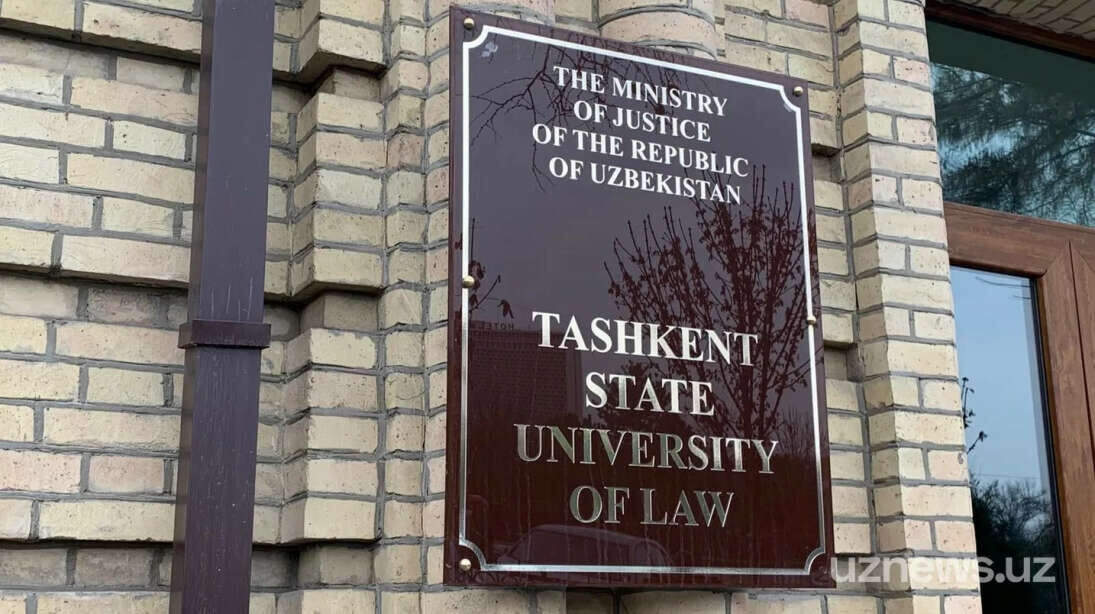 THE MINISTRY
OF JUSTICE
OF THE REPUBLIC
OF UZBEKISTAN
TASHKENT
STATE
UNIVERSITY
OF LAW
uznews.uz